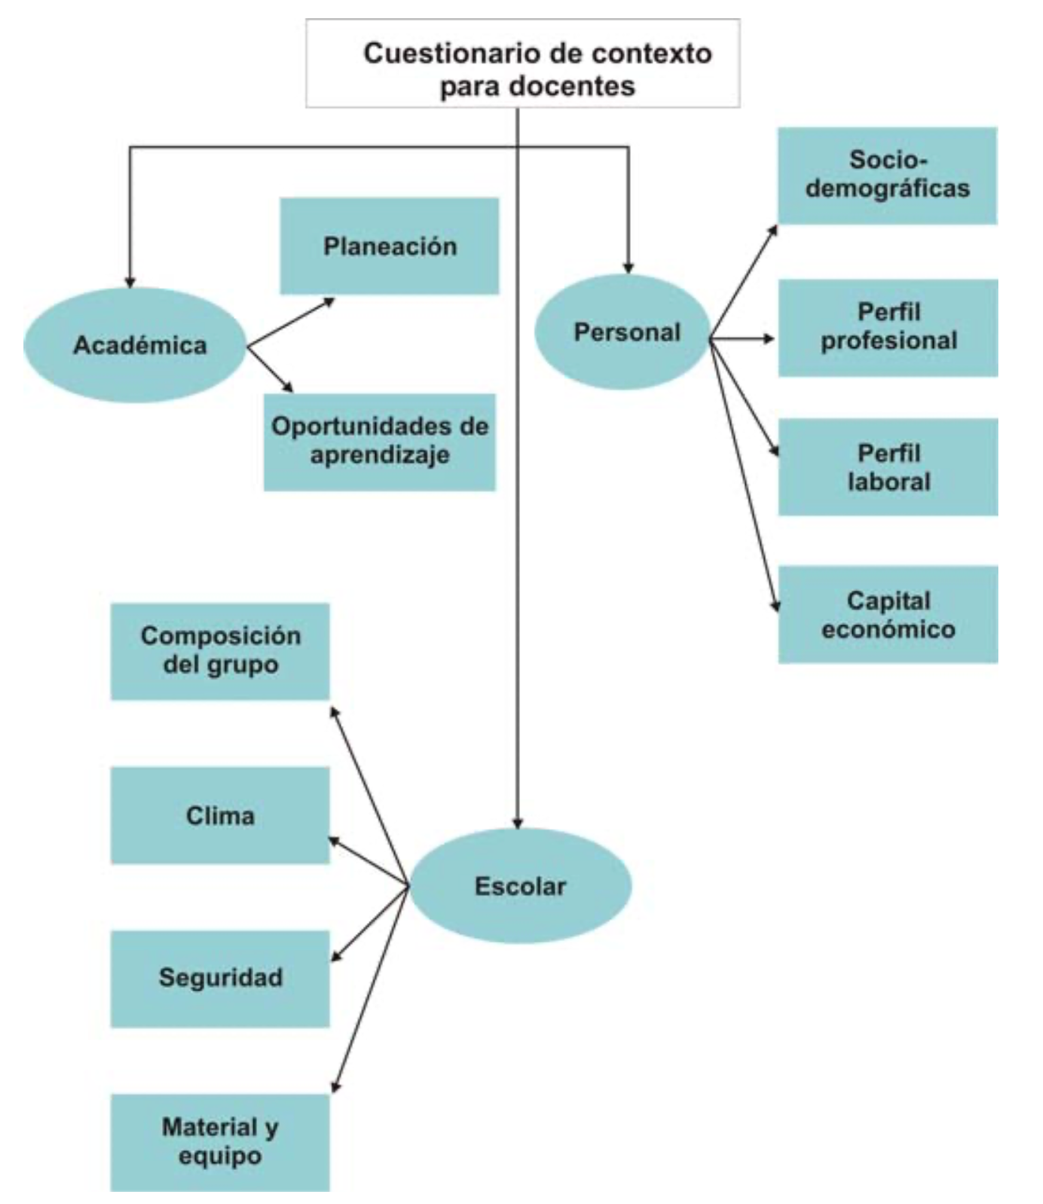 Cuestionario de contexto
para docentes
Académica
Planeación
Oportunidades de
aprendizaje
Personal
Socio-
demográficas
Perfil
profesional
Perfil
laboral
Capital
económico
Escolar
Composición
del grupo
Clima
Seguridad
Material y
equipo